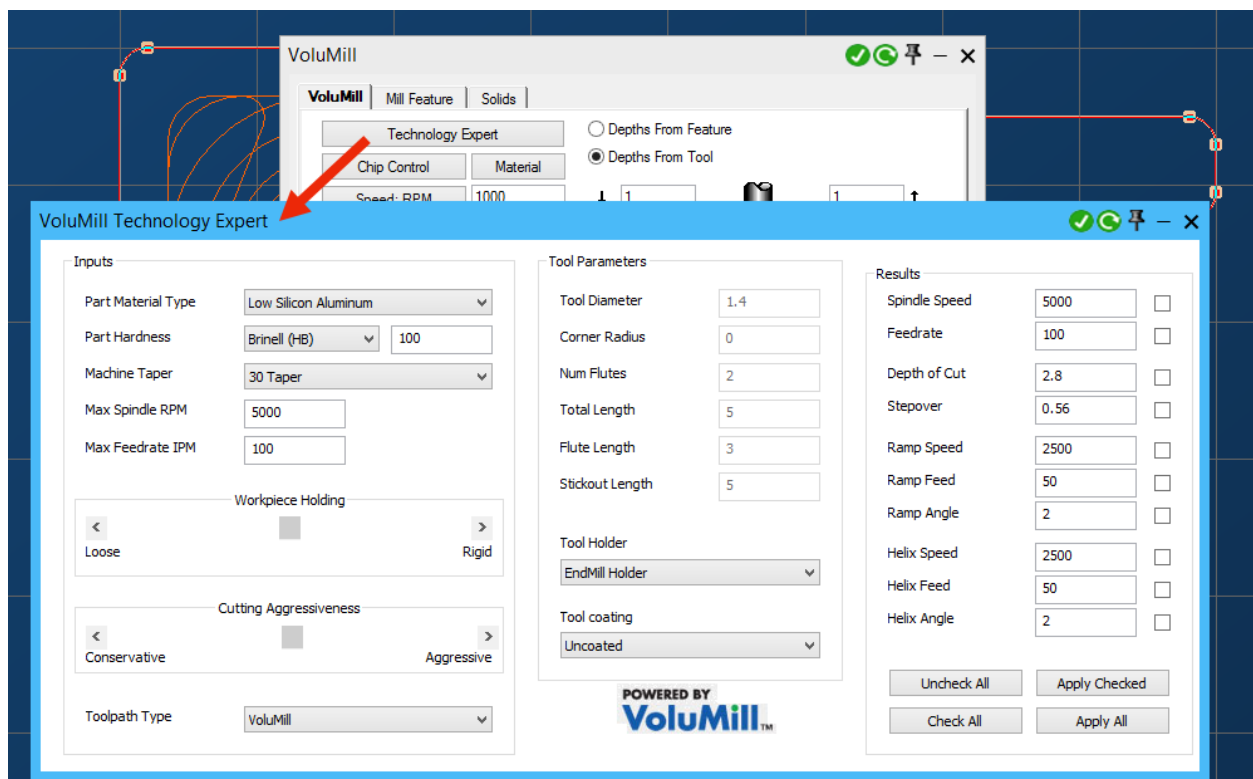 VoluMill
VoluMill Mill Feature Solids
Technology Expert
Depths From Feature
Chip Control Material
Depths From Tool
Speed: RPM 1000 1 1
VoluMill Technology Expert
Inputs
Part Material Type Low Silicon Aluminum
Part Hardness Brinell (HB) 100
Machine Taper 30 Taper
Max Spindle RPM 5000
Max Feedrate IPM 100
Workpiece Holding
< >
Loose Rigid
Cutting Aggressiveness
< >
Conservative Aggressive
Toolpath Type VoluMill
Tool Parameters
Tool Diameter 1.4
Corner Radius 0
Num Flutes 2
Total Length 5
Flute Length 3
Stickout Length 5
Tool Holder
EndMill Holder
Tool coating
Uncoated
POWERED BY
VoluMill™
Results
Spindle Speed 5000
Feedrate 100
Depth of Cut 2.8
Stepover 0.56
Ramp Speed 2500
Ramp Feed 50
Ramp Angle 2
Helix Speed 2500
Helix Feed 50
Helix Angle 2
Uncheck All Apply Checked
Check All Apply All